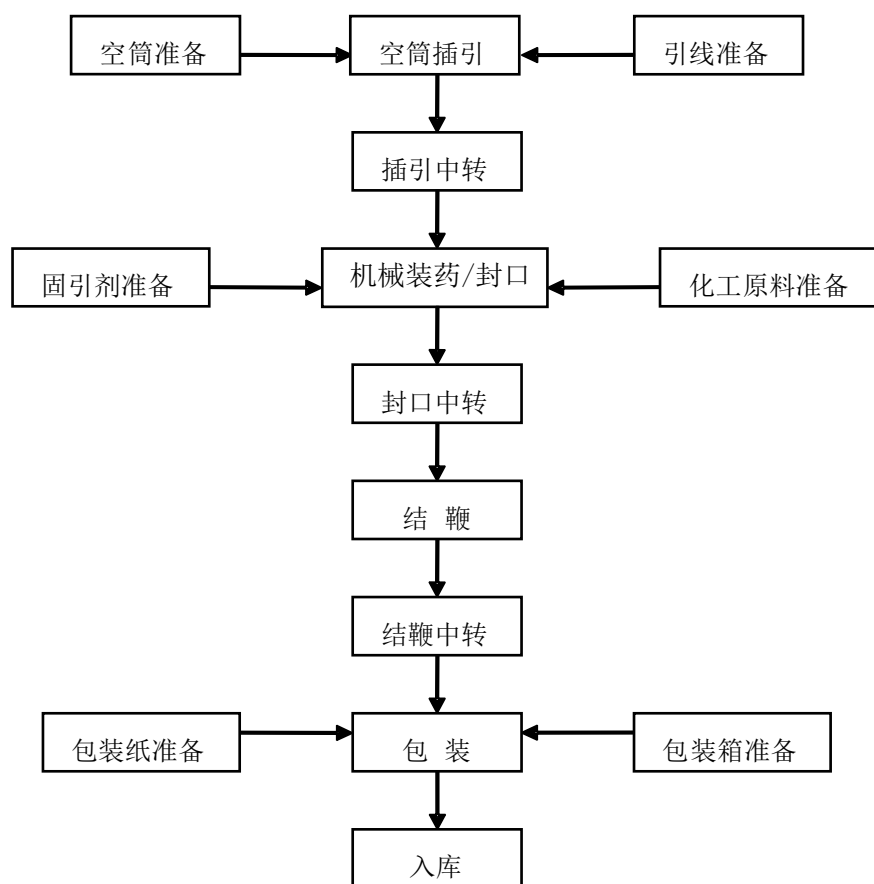 空筒准备
空筒插引
引线准备
插引中转
固引剂准备
机械装药/封口
化工原料准备
封口中转
结 鞭
结鞭中转
包装纸准备
包 装
包装箱准备
入库